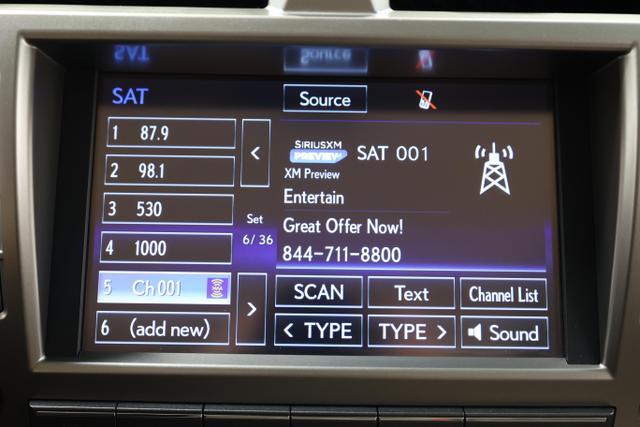 SAT
Source
1 87.9
2 98.1
3 530
4 1000
5 Ch001
6 (add new)
<
Set
6/36
>
SIRIUSXM
PREVIEW
SAT 001
XM Preview
Entertain
Great Offer Now!
844-711-8800
SCAN
Text
Channel List
< TYPE
TYPE >
Sound